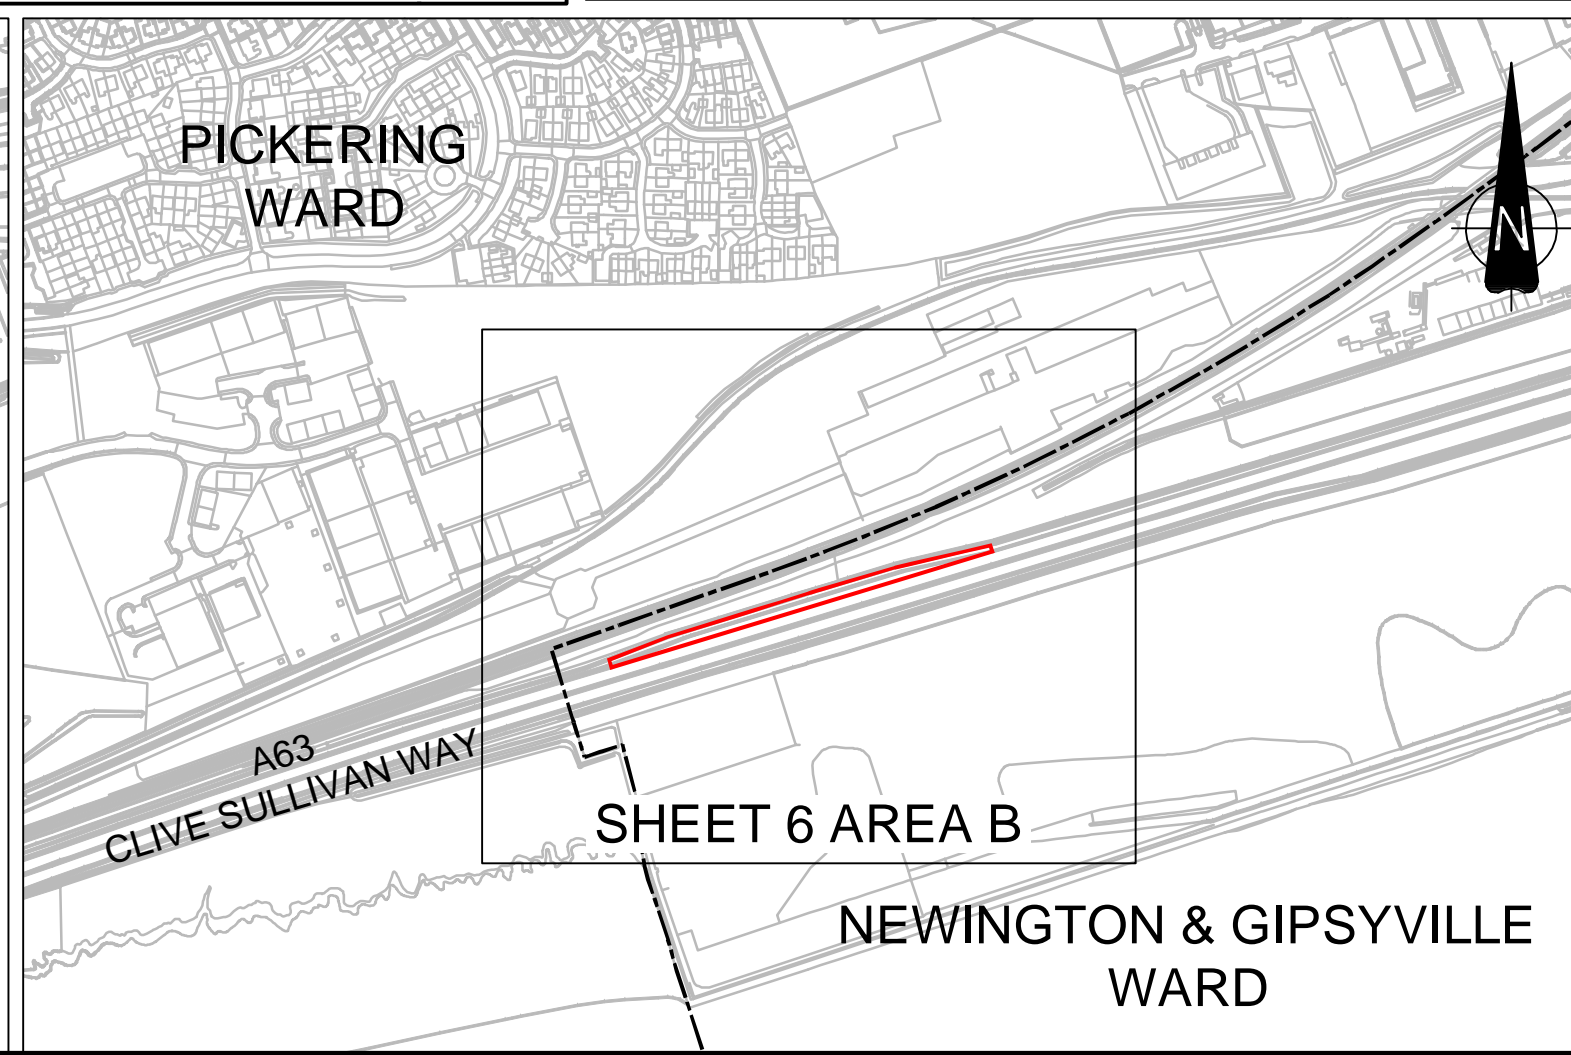 PICKERING
WARD
N
A63
CLIVE SULLIVAN WAY
SHEET 6 AREA B
NEWINGTON & GIPSYVILLE
WARD